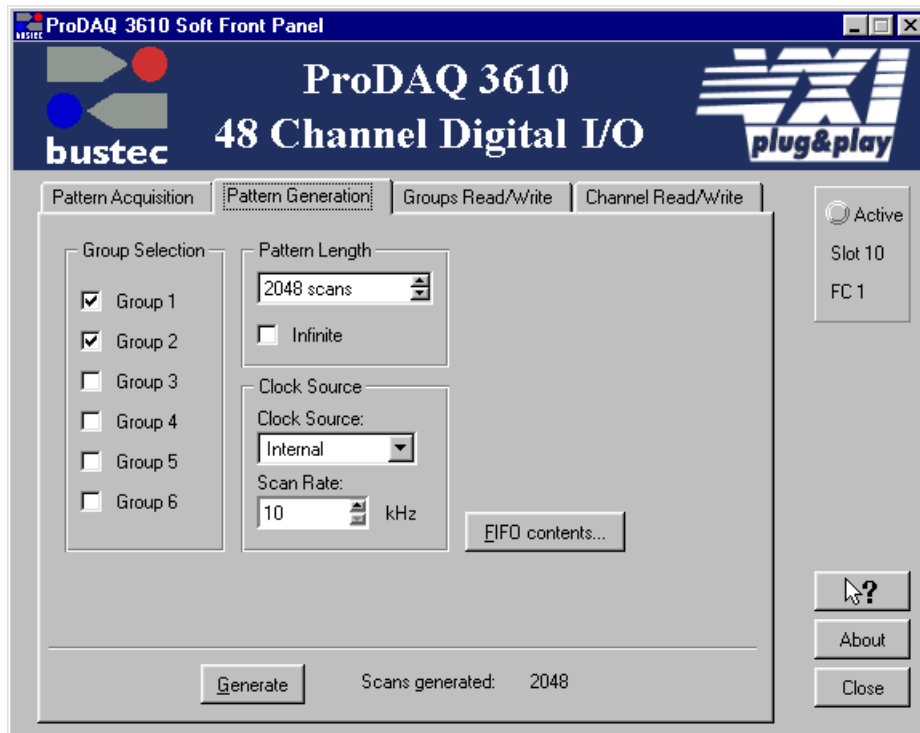 ProDAQ 3610 Soft Front Panel
ProDAQ 3610
48 Channel Digital I/O
bustec
VXI
plug&play
Pattern Acquisition
Pattern Generation
Groups Read/Write
Channel Read/Write
Group Selection
Group 1
Group 2
Group 3
Group 4
Group 5
Group 6
Pattern Length
2048 scans
Infinite
Clock Source
Clock Source:
Internal
Scan Rate:
10 kHz
FIFO contents...
Generate
Scans generated: 2048
Active
Slot 10
FC 1
?
About
Close